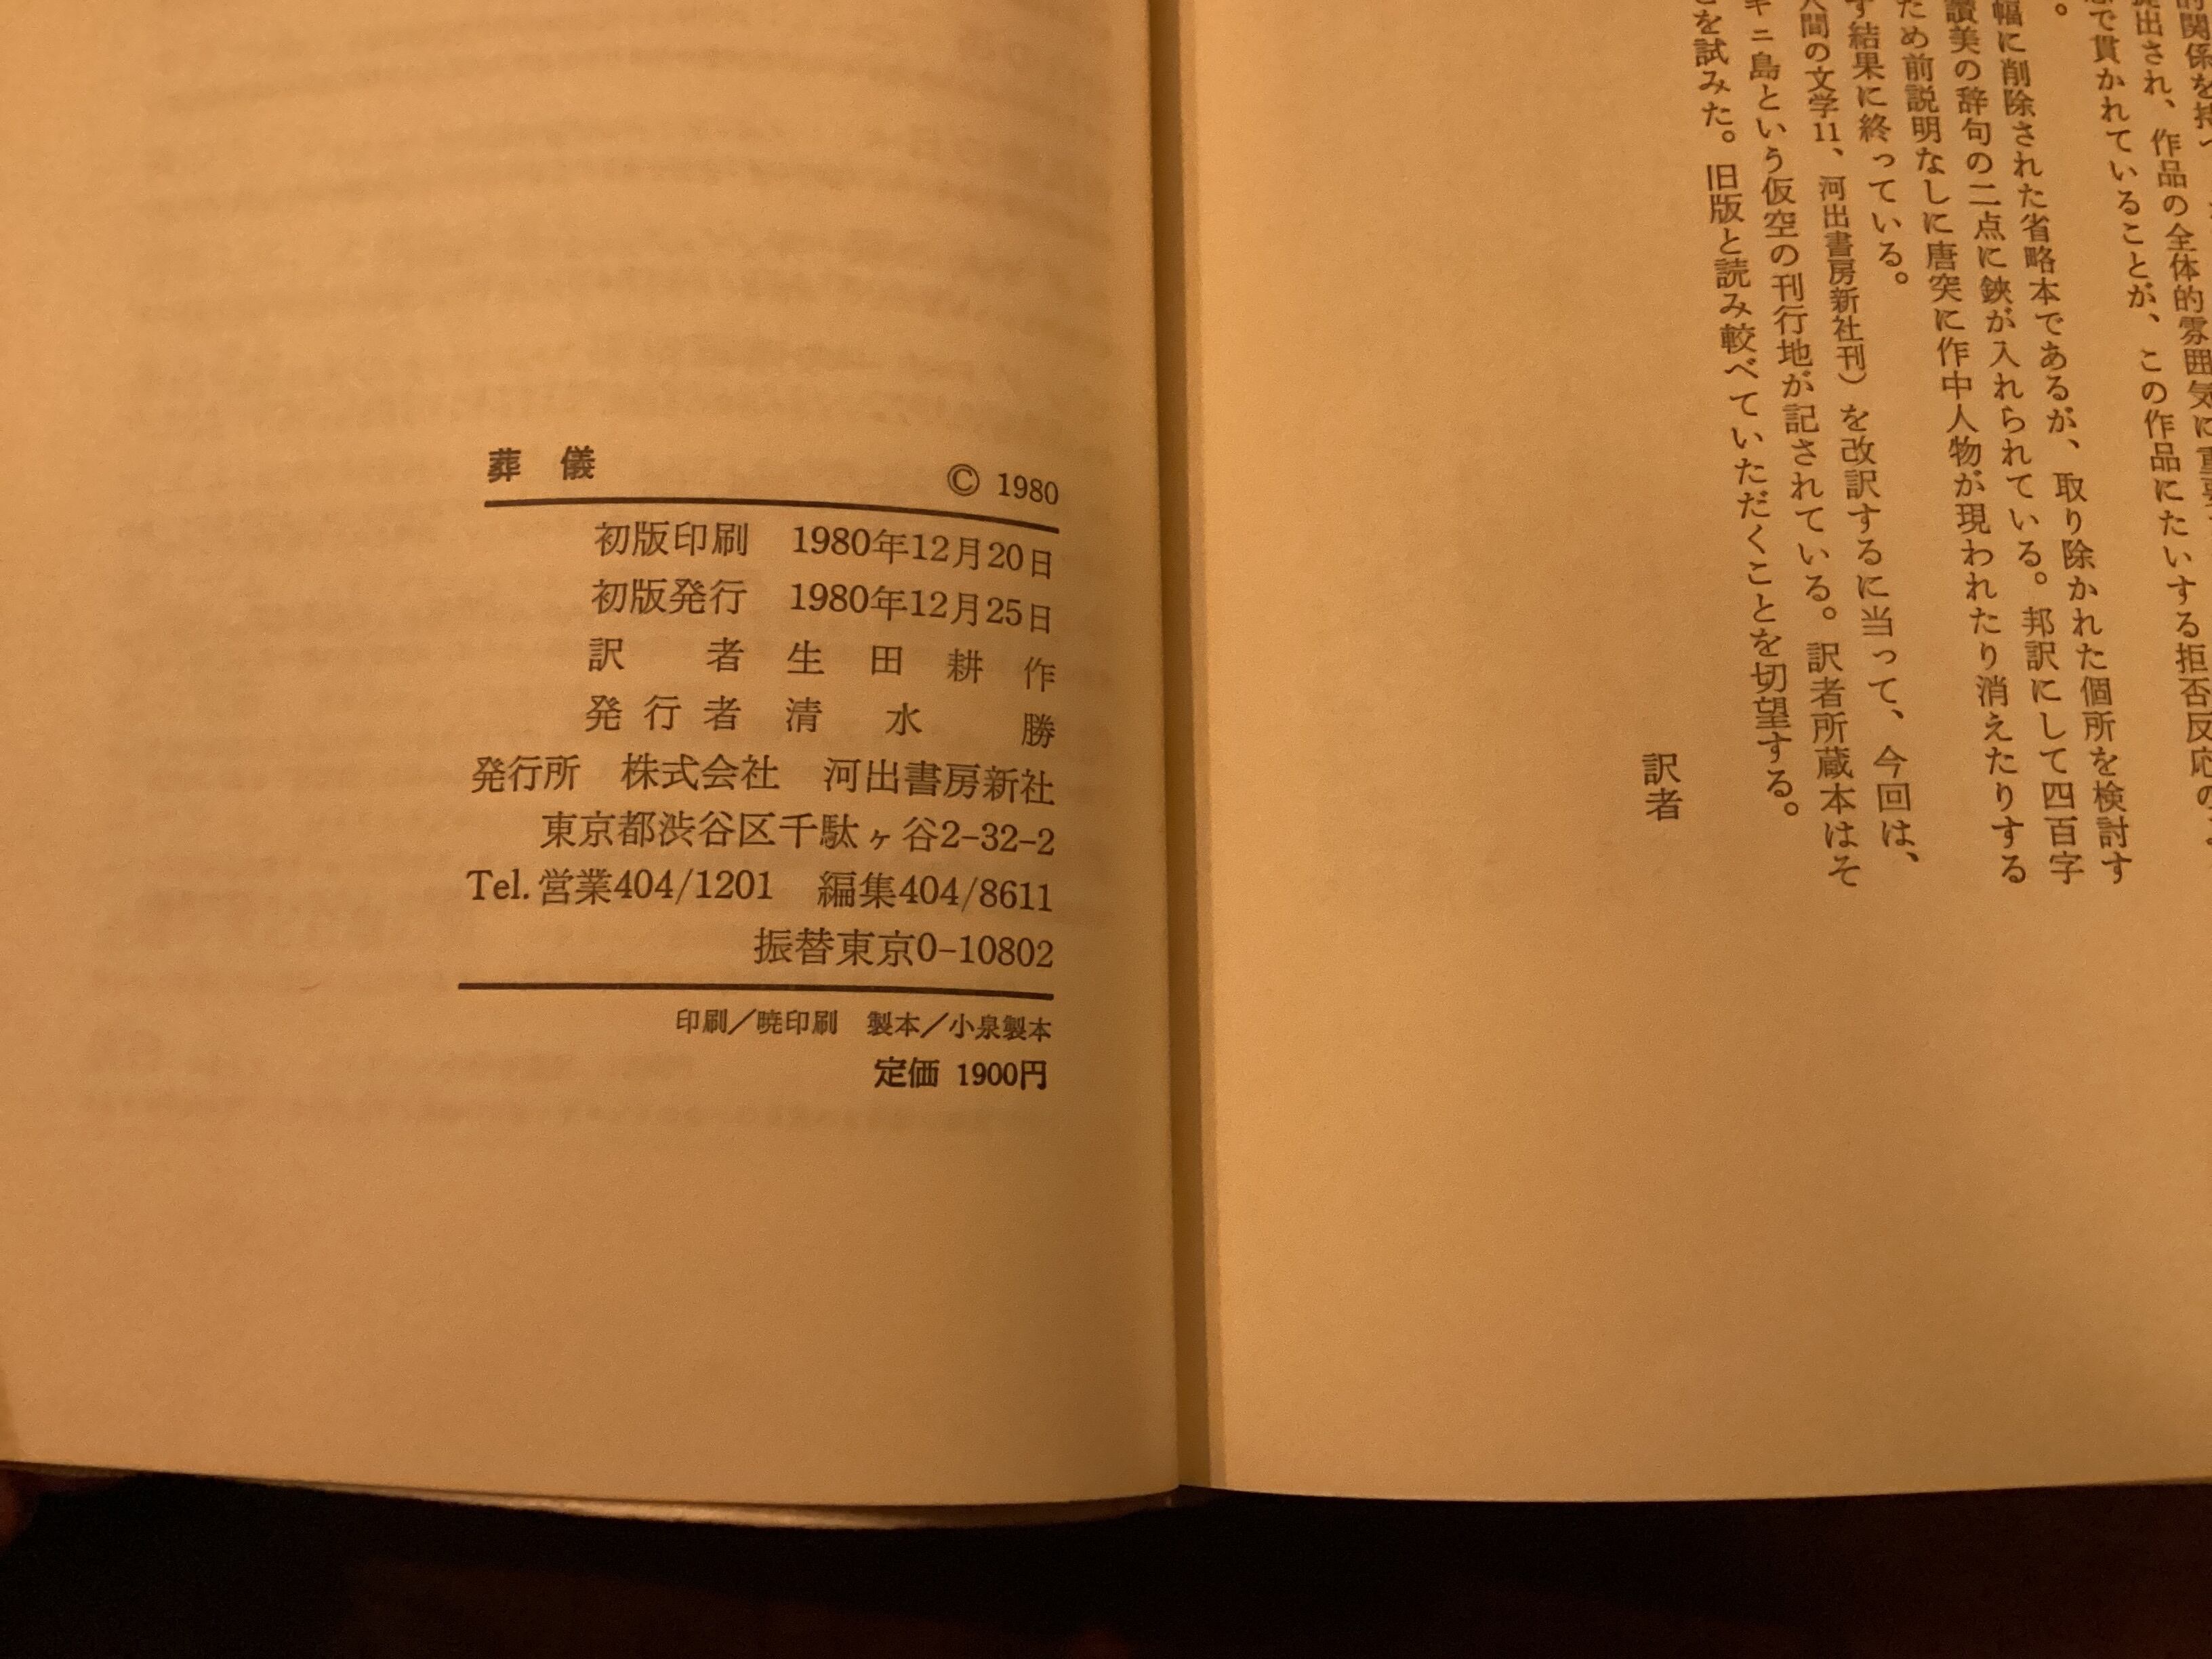 的関係を持つ
提出され、作品の全体的雰囲気に重要
で貫かれていることが、この作品にたいする拒否反応の
。
幅に削除された省略本であるが、取り除かれた個所を検討す
讃美の辞句の二点に鋏が入れられている。邦訳にして四百字
ため前説明なしに唐突に作中人物が現われたり消えたりする
す結果に終っている。
人間の文学11、河出書房新社刊）を改訳するに当って、今回は、
キニ島という仮空の刊行地が記されている。訳者所蔵本はそ
とを試みた。旧版と読み較べていただくことを切望する。
訳者
葬 儀 © 1980
初版印刷 1980年12月20日
初版発行 1980年12月25日
訳 者 生 田 耕 作
発 行 者 清 水 勝
発行所 株式会社 河出書房新社
東京都渋谷区千駄ヶ谷2-32-2
Tel.営業404/1201 編集404/8611
振替東京0-10802
印刷／暁印刷 製本／小泉製本
定価 1900円